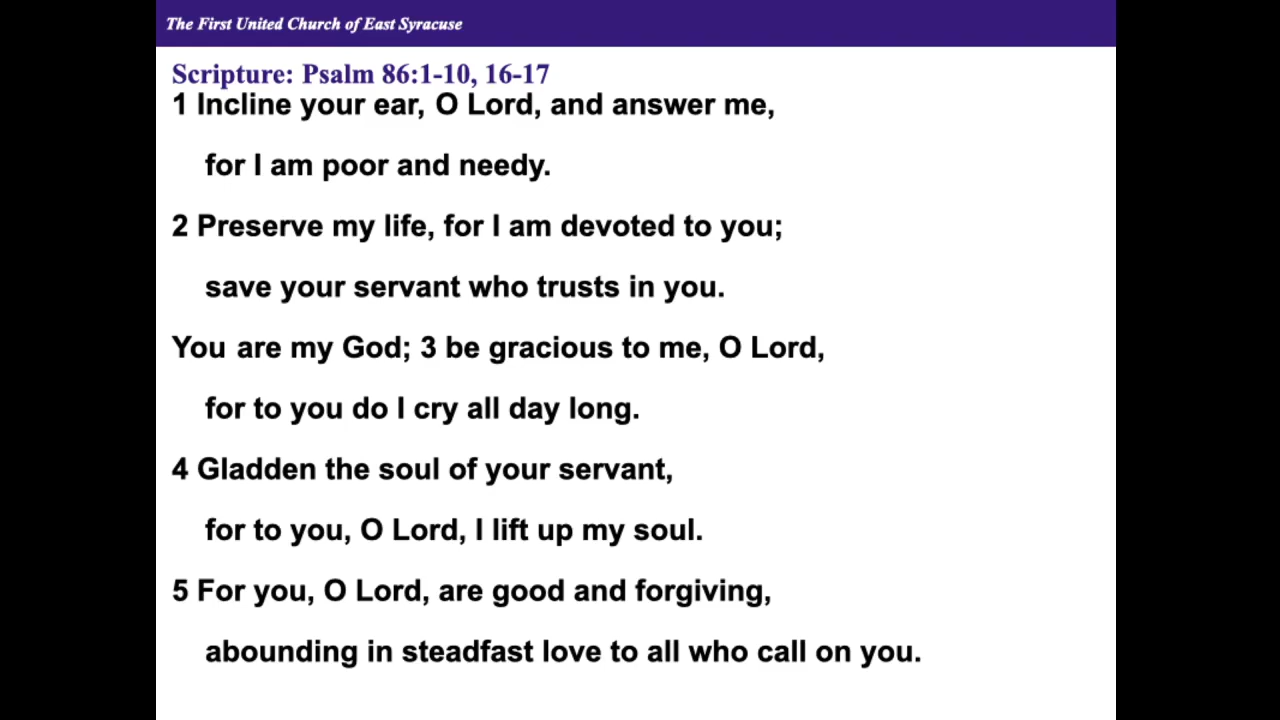 The First United Church of East Syracuse
Scripture: Psalm 86:1-10, 16-17
1 Incline your ear, O Lord, and answer me,
for I am poor and needy.
2 Preserve my life, for I am devoted to you;
save your servant who trusts in you.
You are my God; 3 be gracious to me, O Lord,
for to you do I cry all day long.
4 Gladden the soul of your servant,
for to you, O Lord, I lift up my soul.
5 For you, O Lord, are good and forgiving,
abounding in steadfast love to all who call on you.